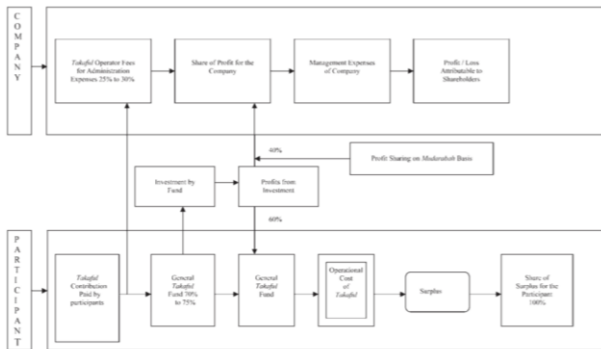 COMPANY
Takaful Operator Fees
for Administration
Expenses 25% to 30%
Share of Profit for the
Company
Management Expenses
of Company
Profit / Loss
Attributable to
Shareholders
40%
Profit Sharing on Mudarabah Basis
Investment by
Fund
Profits from
Investment
60%
PARTICIPANT
Takaful
Contribution
Paid by
participants
General
Takaful
Fund 70%
to 75%
General
Takaful
Fund
Operational
Cost
of
Takaful
Surplus
Share of
Surplus for the
Participant
100%